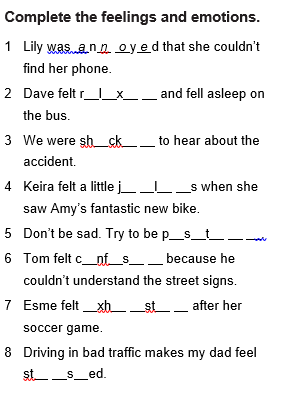 Complete the feelings and emotions.
1 Lily was a n n o y e d that she couldn't
find her phone.
2 Dave felt r__l__x__ __ and fell asleep on
the bus.
3 We were sh__ck__ __ to hear about the
accident.
4 Keira felt a little j__ __l__ __s when she
saw Amy's fantastic new bike.
5 Don't be sad. Try to be p__s__t__ __ __
6 Tom felt c__nf__s__ __ because he
couldn't understand the street signs.
7 Esme felt __xh__ __st__ __ after her
soccer game.
8 Driving in bad traffic makes my dad feel
st__ __s__ed.